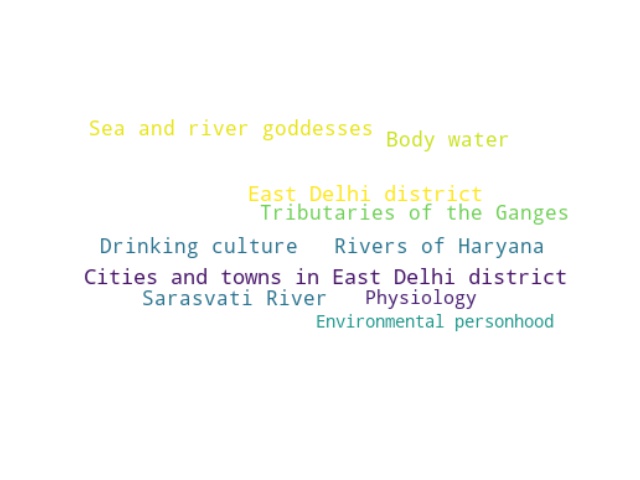 Sea and river goddesses
Body water
East Delhi district
Tributaries of the Ganges
Drinking culture
Rivers of Haryana
Cities and towns in East Delhi district
Sarasvati River
Physiology
Environmental personhood